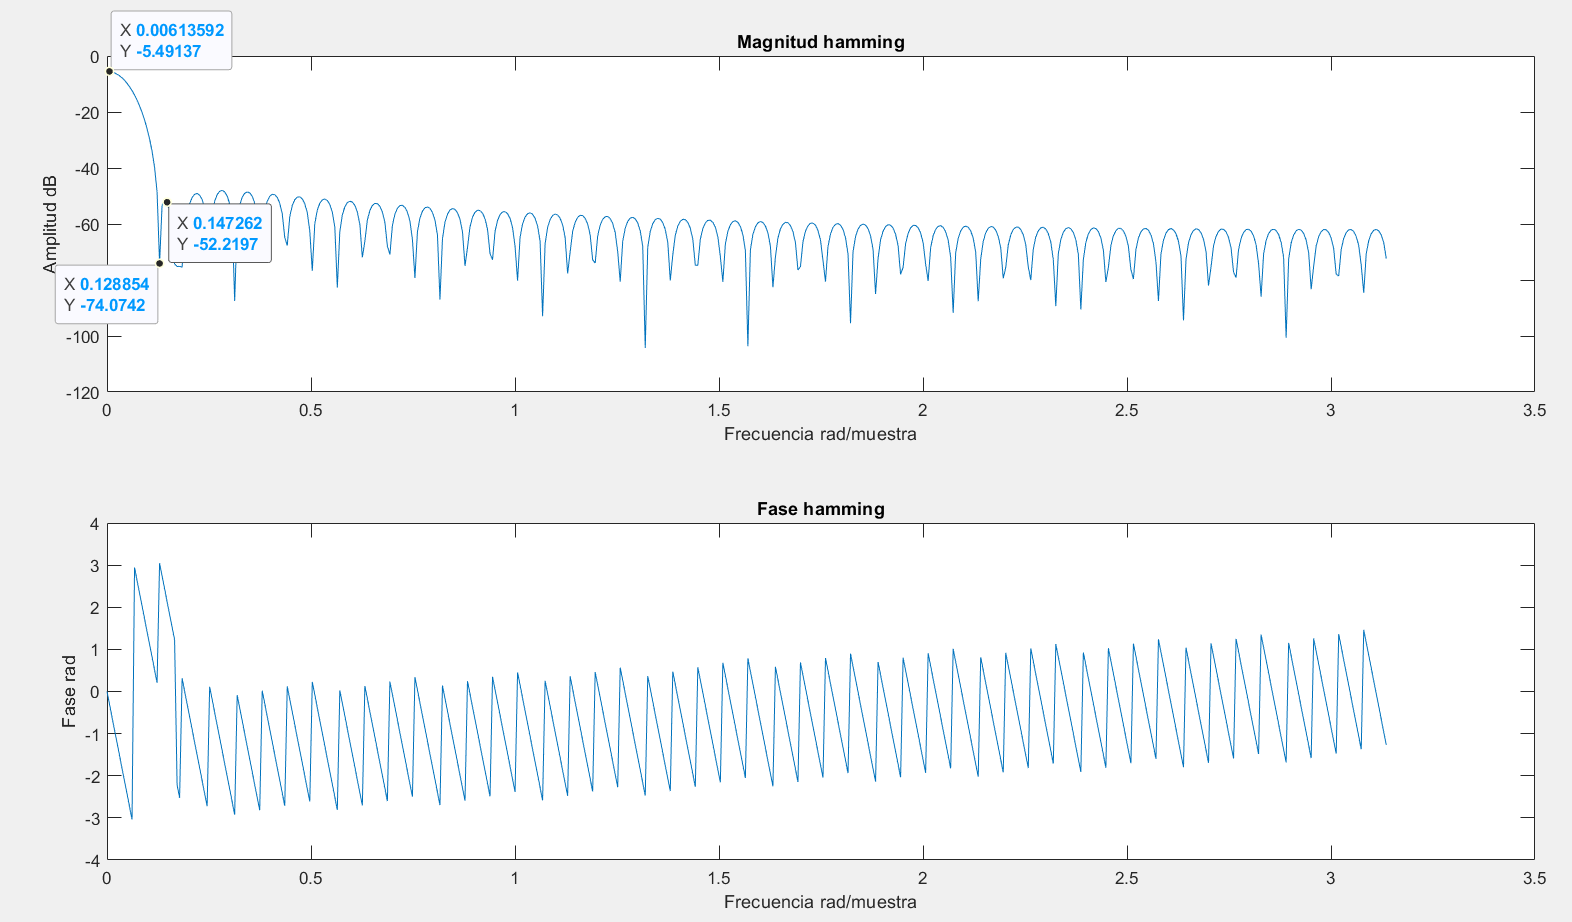 X 0.00613592
Y -5.49137
Magnitud hamming
0
-20
-40
-60
-80
-100
-120
Amplitud dB
X 0.147262
Y -52.2197
X 0.128854
Y -74.0742
0 0.5 1 1.5 2 2.5 3 3.5
Frecuencia rad/muestra
Fase hamming
4
3
2
1
0
-1
-2
-3
-4
Fase rad
0 0.5 1 1.5 2 2.5 3 3.5
Frecuencia rad/muestra